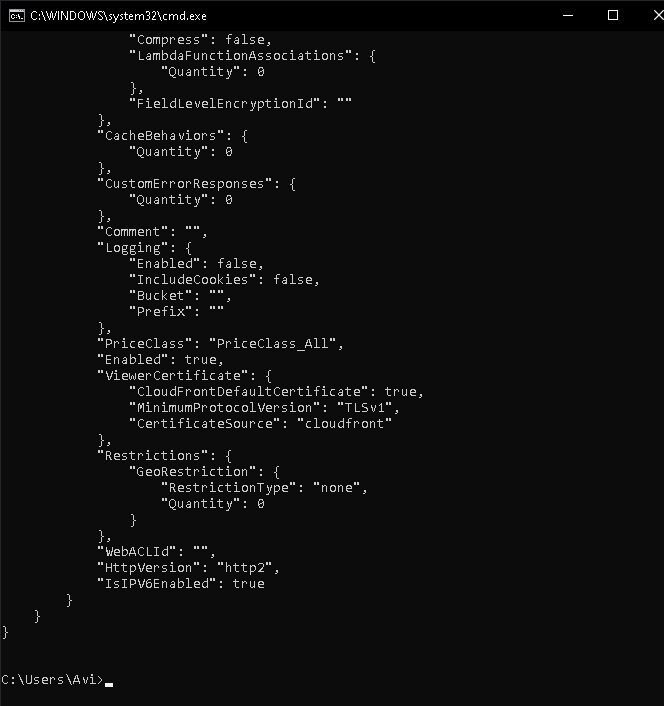 C:\WINDOWS\system32\cmd.exe
"Compress": false,
"LambdaFunctionAssociations": {
"Quantity": 0
},
"FieldLevelEncryptionId": ""
},
"CacheBehaviors": {
"Quantity": 0
},
"CustomErrorResponses": {
"Quantity": 0
},
"Comment": "",
"Logging": {
"Enabled": false,
"IncludeCookies": false,
"Bucket": "",
"Prefix": ""
},
"PriceClass": "PriceClass_All",
"Enabled": true,
"ViewerCertificate": {
"CloudFrontDefaultCertificate": true,
"MinimumProtocolVersion": "TLSv1",
"CertificateSource": "cloudfront"
},
"Restrictions": {
"GeoRestriction": {
"RestrictionType": "none",
"Quantity": 0
}
},
"WebACLId": "",
"HttpVersion": "http2",
"IsIPV6Enabled": true
}
}
}
C:\Users\Avi>